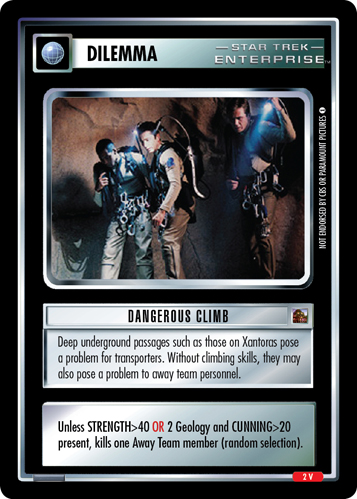 DILEMMA
STAR TREK
ENTERPRISE™
NOT ENDORSED BY CBS OR PARAMOUNT PICTURES
DANGEROUS CLIMB
Deep underground passages such as those on Xantoras pose
a problem for transporters. Without climbing skills, they may
also pose a problem to away team personnel.
Unless STRENGTH>40 OR 2 Geology and CUNNING>20
present, kills one Away Team member (random selection).
2 V